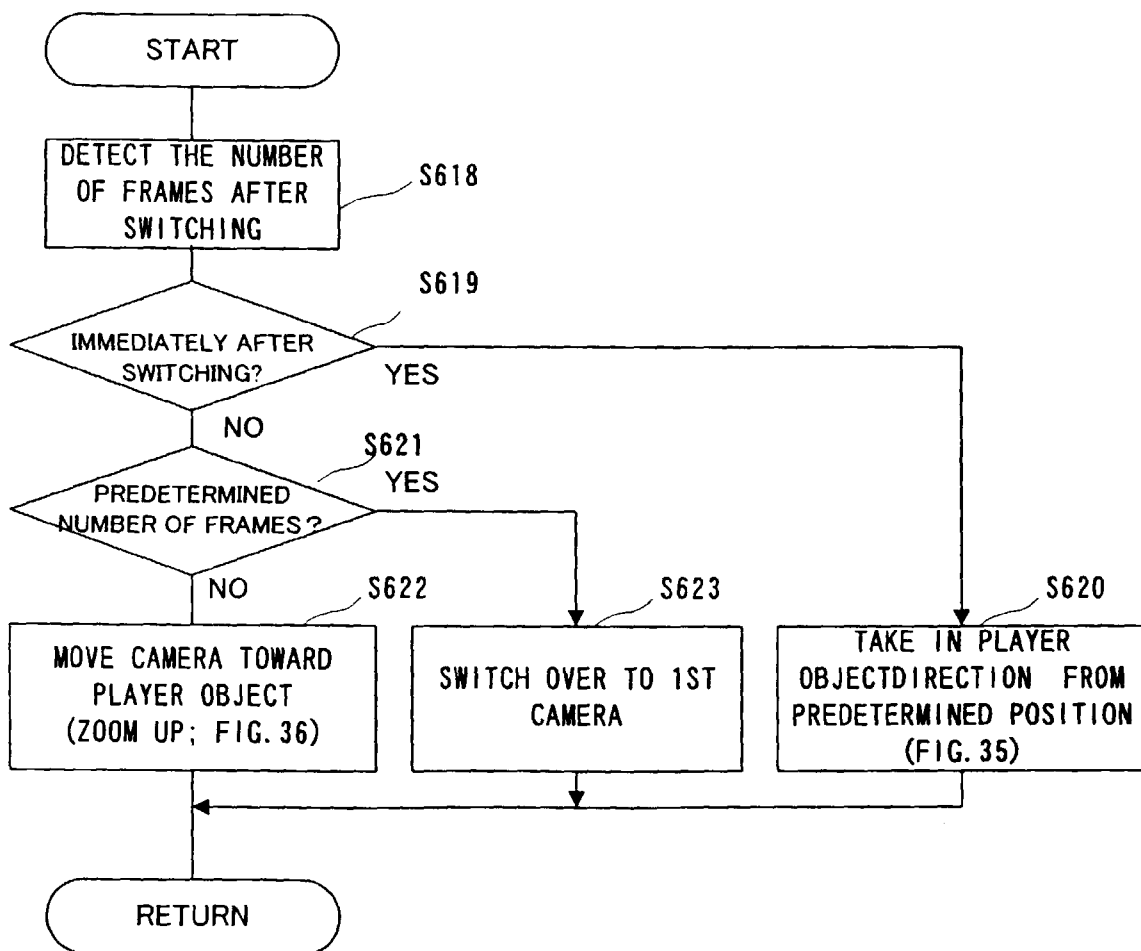 START
DETECT THE NUMBER
OF FRAMES AFTER
SWITCHING
S618
S619
IMMEDIATELY AFTER
SWITCHING?
YES
NO
S621
PREDETERMINED
NUMBER OF FRAMES?
YES
NO
S622
MOVE CAMERA TOWARD
PLAYER OBJECT
(ZOOM UP; FIG. 36)
S623
SWITCH OVER TO 1ST
CAMERA
S620
TAKE IN PLAYER
OBJECTDIRECTION FROM
PREDETERMINED POSITION
(FIG. 35)
RETURN